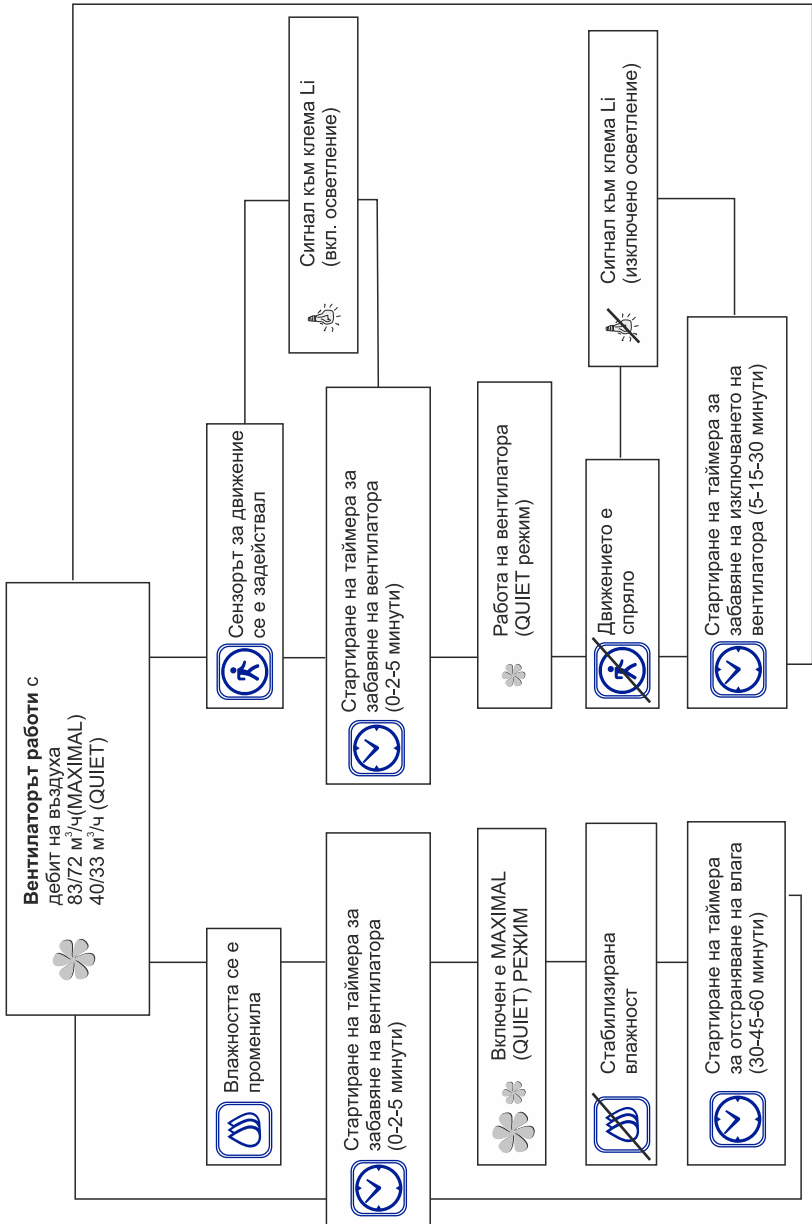 Вентилаторът работи с
дебит на въздуха
83/72 м³/ч(MAXIMAL)
40/33 м³/ч (QUIET)
Влажността се е
променила
Стартиране на таймера за
забавяне на вентилатора
(0-2-5 минути)
Включен е MAXIMAL
(QUIET) РЕЖИМ
Стабилизирана
влажност
Стартиране на таймера
за отстраняване на влага
(30-45-60 минути)
Сензорът за движение
се е задействал
Сигнал към клема Li
(вкл. осветление)
Стартиране на таймера за
забавяне на вентилатора
(0-2-5 минути)
Работа на вентилатора
(QUIET режим)
Движението е
спряло
Сигнал към клема Li
(изключено осветление)
Стартиране на таймера за
забавяне на изключването на
вентилатора (5-15-30 минути)